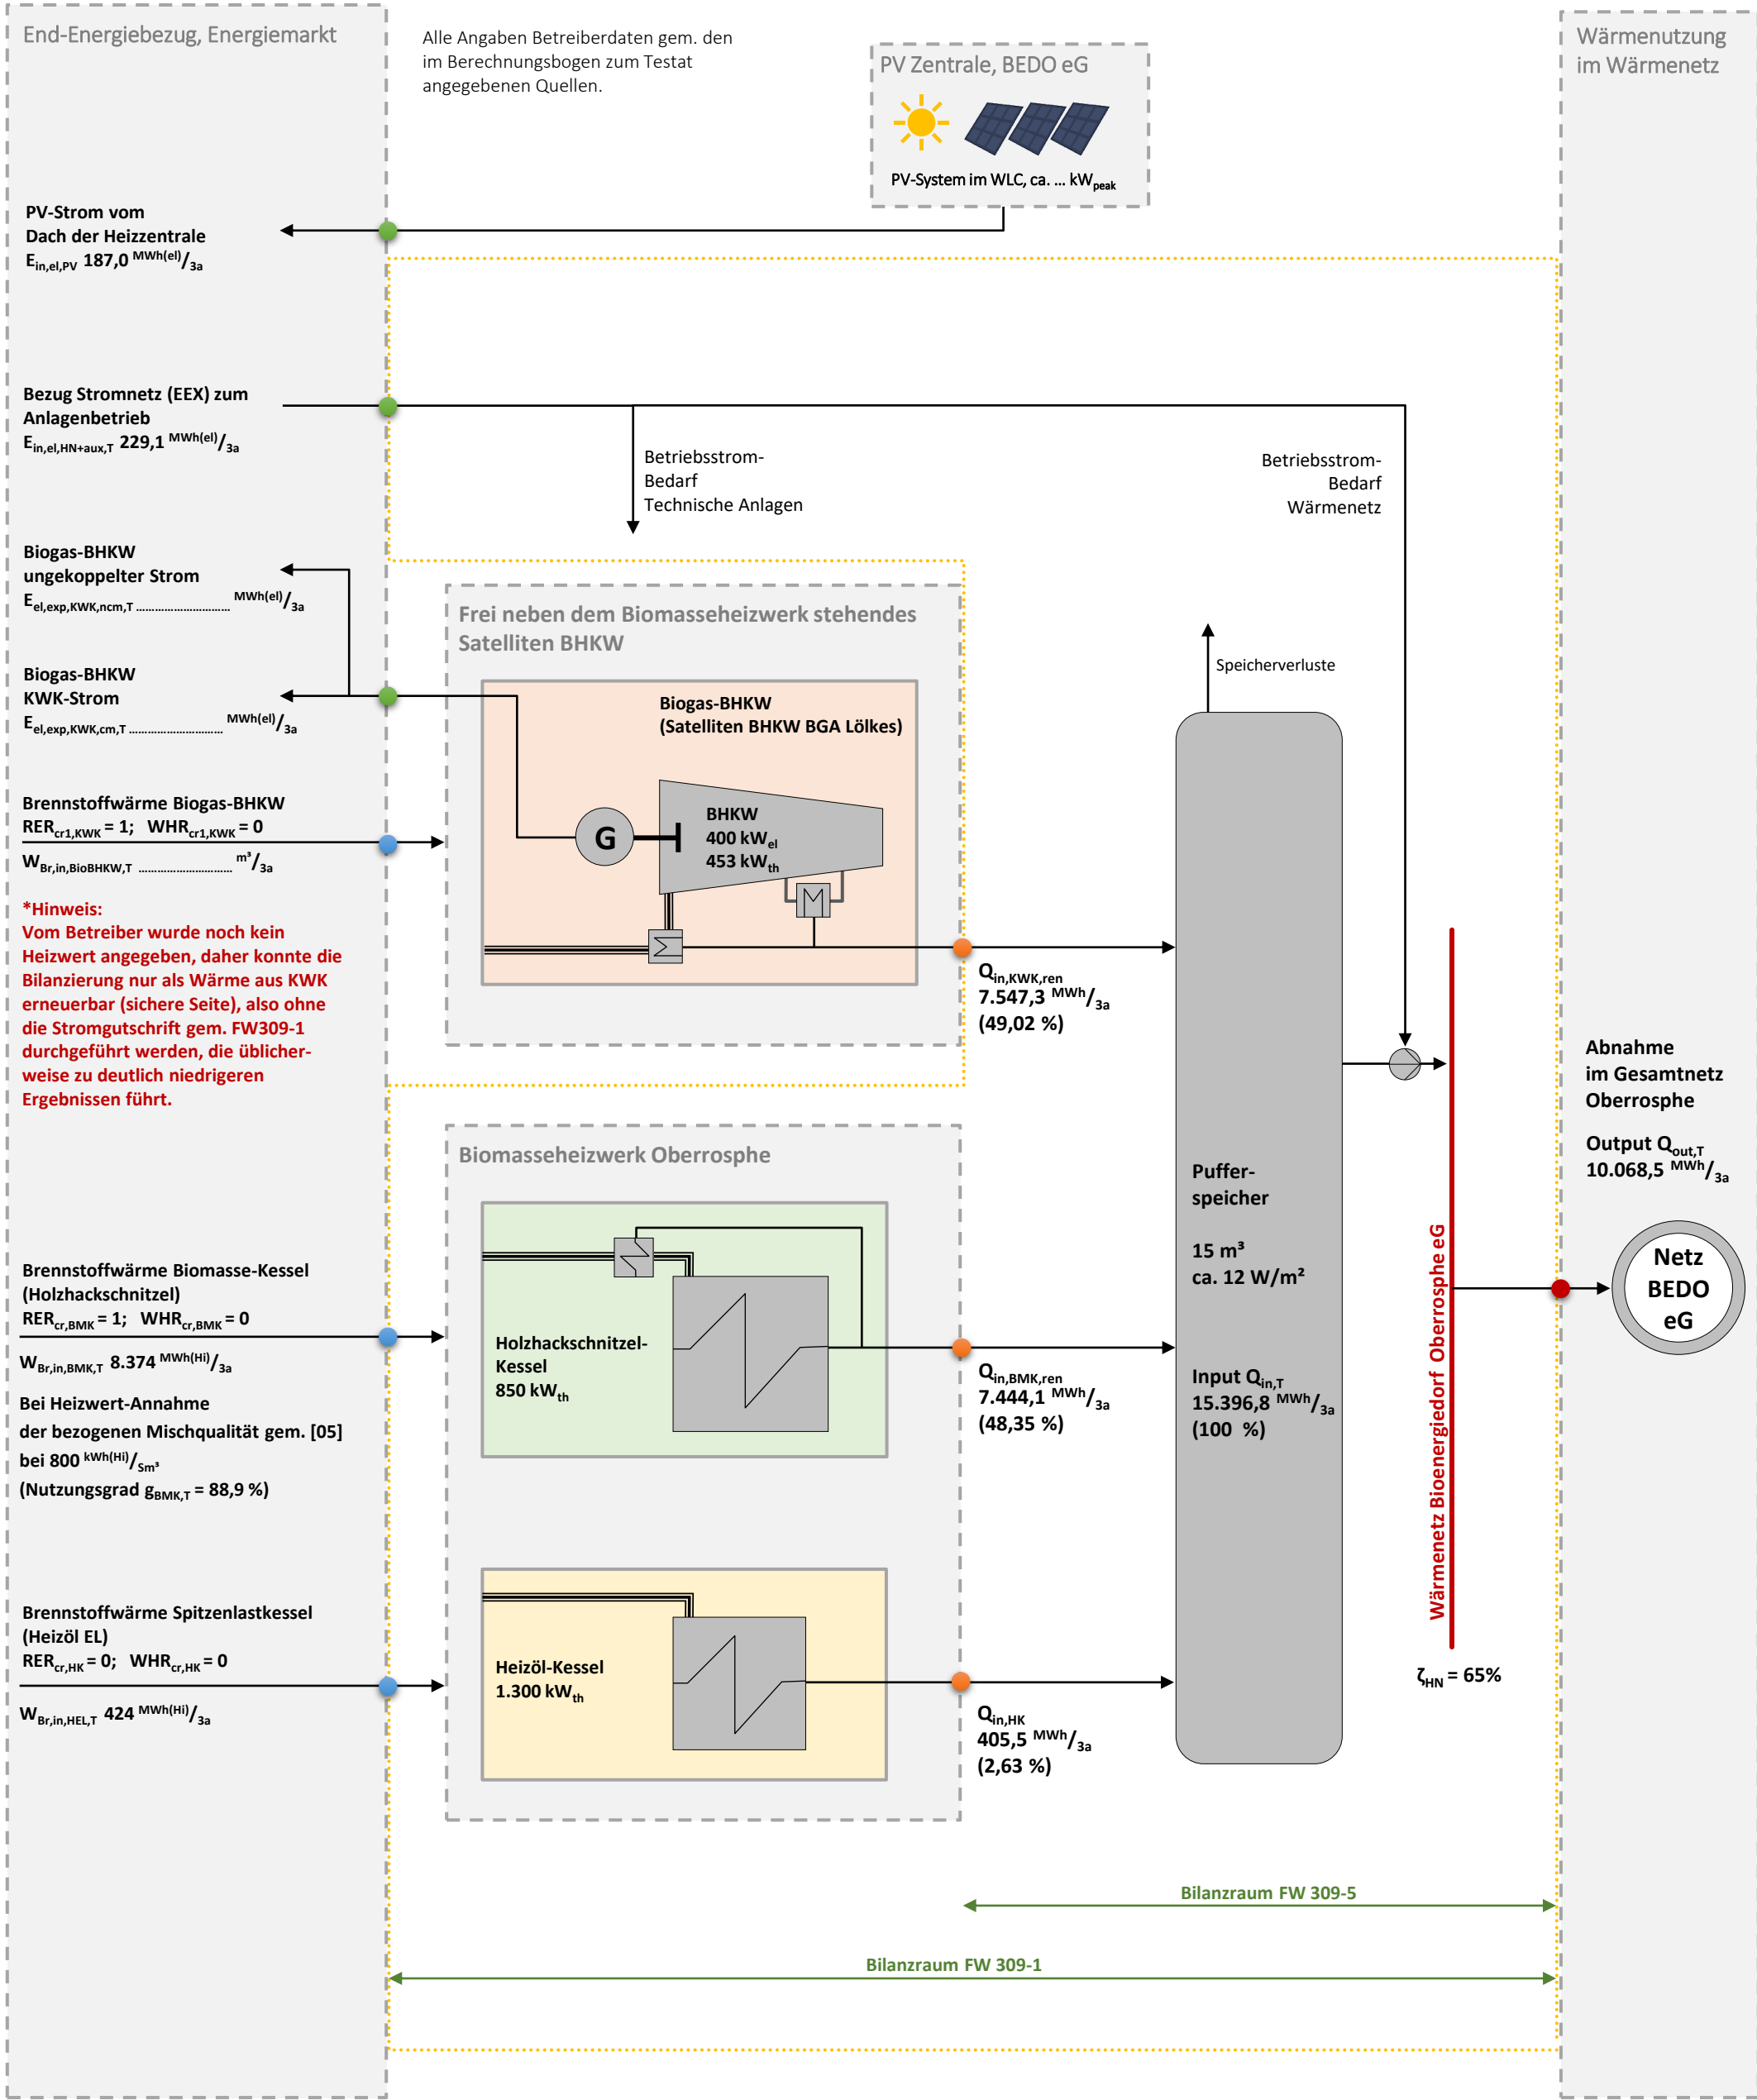 End-Energiebezug, Energiemarkt
Alle Angaben Betreiberdaten gem. den
im Berechnungsbogen zum Testat
angegebenen Quellen.
PV Zentrale, BEDO eG
PV-System im WLC, ca. ... kWpeak
Wärmenutzung
im Wärmenetz
PV-Strom vom
Dach der Heizzentrale
Ein,el,PV 187,0 MWh(el)/3a
Bezug Stromnetz (EEX) zum
Anlagenbetrieb
Ein,el,HN+aux,T 229,1 MWh(el)/3a
Betriebsstrom-
Bedarf
Technische Anlagen
Betriebsstrom-
Bedarf
Wärmenetz
Biogas-BHKW
ungekoppelter Strom
Eel,exp,KWK,ncm,T ............................ MWh(el)/3a
Biogas-BHKW
KWK-Strom
Eel,exp,KWK,cm,T ............................ MWh(el)/3a
Frei neben dem Biomasseheizwerk stehendes
Satelliten BHKW
Biogas-BHKW
(Satelliten BHKW BGA Lölkes)
G
BHKW
400 kWel
453 kWth
Speicherverluste
Brennstoffwärme Biogas-BHKW
RERcr1,KWK = 1; WHRcr1,KWK = 0
WBr,in,BioBHKW,T ............................ m³/3a
*Hinweis:
Vom Betreiber wurde noch kein
Heizwert angegeben, daher konnte die
Bilanzierung nur als Wärme aus KWK
erneuerbar (sichere Seite), also ohne
die Stromgutschrift gem. FW309-1
durchgeführt werden, die üblicher-
weise zu deutlich niedrigeren
Ergebnissen führt.
Qin,KWK,ren
7.547,3 MWh/3a
(49,02 %)
Biomasseheizwerk Oberrosphe
Holzhackschnitzel-
Kessel
850 kWth
Brennstoffwärme Biomasse-Kessel
(Holzhackschnitzel)
RERcr,BMK = 1; WHRcr,BMK = 0
WBr,in,BMK,T 8.374 MWh(Hi)/3a
Bei Heizwert-Annahme
der bezogenen Mischqualität gem. [05]
bei 800 kWh(Hi)/Sm³
(Nutzungsgrad gBMK,T = 88,9 %)
Qin,BMK,ren
7.444,1 MWh/3a
(48,35 %)
Puffer-
speicher
15 m³
ca. 12 W/m²
Input Qin,T
15.396,8 MWh/3a
(100 %)
Wärmenetz Bioenergiedorf Oberrosphe eG
ζHN = 65%
Abnahme
im Gesamtnetz
Oberrosphe
Output Qout,T
10.068,5 MWh/3a
Netz
BEDO
eG
Brennstoffwärme Spitzenlastkessel
(Heizöl EL)
RERcr,HK = 0; WHRcr,HK = 0
WBr,in,HEL,T 424 MWh(Hi)/3a
Heizöl-Kessel
1.300 kWth
Qin,HK
405,5 MWh/3a
(2,63 %)
Bilanzraum FW 309-5
Bilanzraum FW 309-1